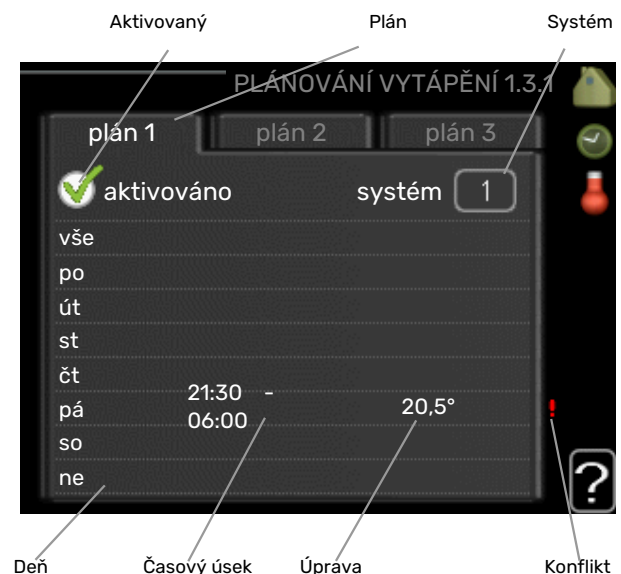 Aktivovaný Plán Systém
PLÁNOVÁNÍ VYTÁPĚNÍ 1.3.1
plán 1 plán 2 plán 3
aktivováno systém 1
vše
po
út
st
čt
21:30 -
pá 06:00 20,5° !
so
ne
?
Deň Časový úsek Úprava Konflikt